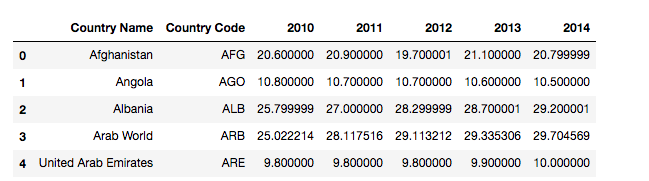 Country Name Country Code 2010 2011 2012 2013 2014
0 Afghanistan AFG 20.600000 20.900000 19.700001 21.100000 20.799999
1 Angola AGO 10.800000 10.700000 10.700000 10.600000 10.500000
2 Albania ALB 25.799999 27.000000 28.299999 28.700001 29.200001
3 Arab World ARB 25.022214 28.117516 29.113212 29.335306 29.704569
4 United Arab Emirates ARE 9.800000 9.800000 9.800000 9.900000 10.000000